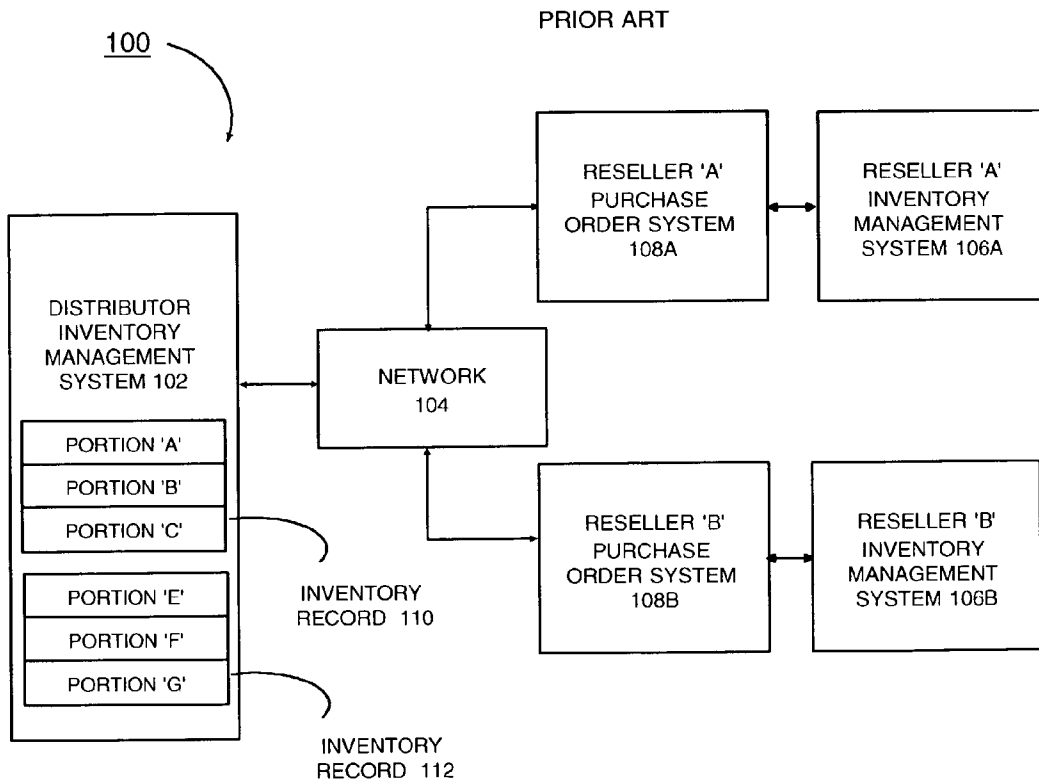 PRIOR ART
100
RESELLER 'A'
PURCHASE
ORDER SYSTEM
108A
RESELLER 'A'
INVENTORY
MANAGEMENT
SYSTEM 106A
DISTRIBUTOR
INVENTORY
MANAGEMENT
SYSTEM 102
NETWORK
104
PORTION 'A'
PORTION 'B'
PORTION 'C'
INVENTORY
RECORD 110
PORTION 'E'
PORTION 'F'
PORTION 'G'
INVENTORY
RECORD 112
RESELLER 'B'
PURCHASE
ORDER SYSTEM
108B
RESELLER 'B'
INVENTORY
MANAGEMENT
SYSTEM 106B